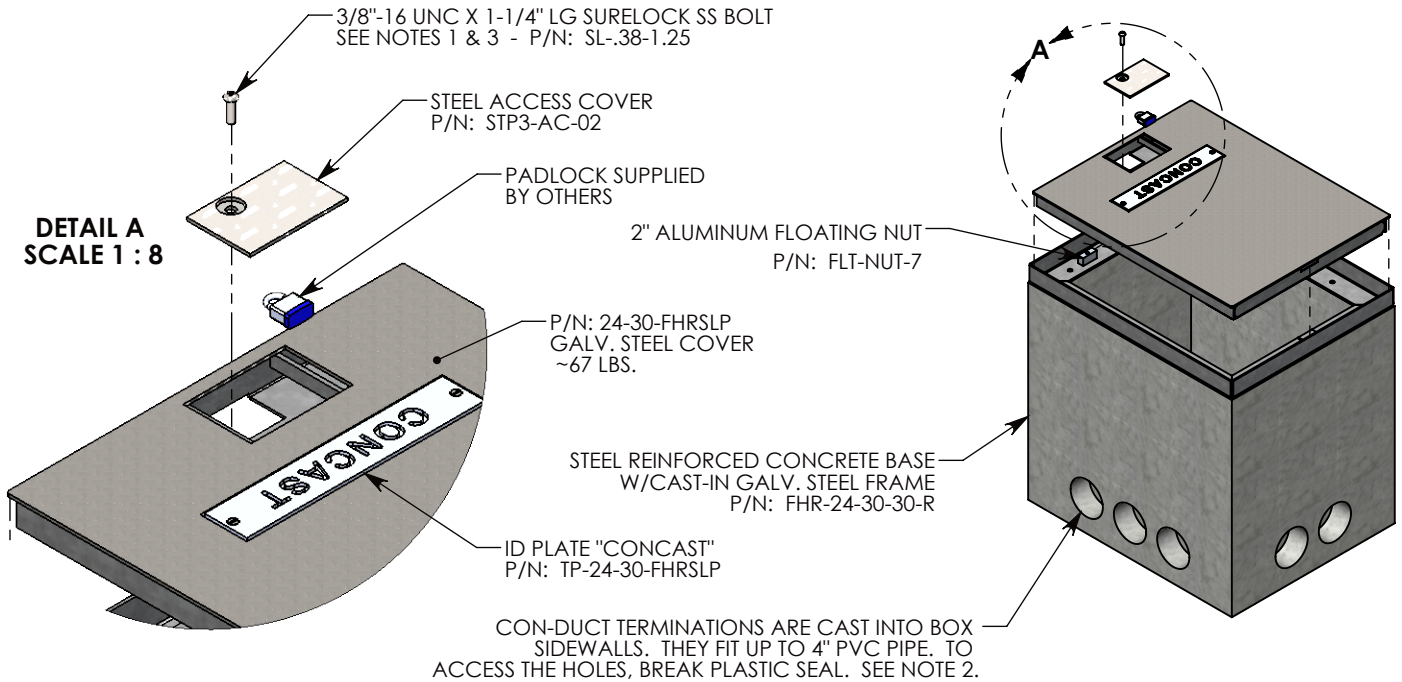 3/8"-16 UNC X 1-1/4" LG SURELOCK SS BOLT
SEE NOTES 1 & 3 - P/N: SL-.38-1.25
STEEL ACCESS COVER
P/N: STP3-AC-02
PADLOCK SUPPLIED
BY OTHERS
DETAIL A
SCALE 1 : 8
P/N: 24-30-FHRSLP
GALV. STEEL COVER
~67 LBS.
CONCAST
ID PLATE "CONCAST"
P/N: TP-24-30-FHRSLP
A
CONCAST
2" ALUMINUM FLOATING NUT
P/N: FLT-NUT-7
STEEL REINFORCED CONCRETE BASE
W/CAST-IN GALV. STEEL FRAME
P/N: FHR-24-30-30-R
CON-DUCT TERMINATIONS ARE CAST INTO BOX
SIDEWALLS. THEY FIT UP TO 4" PVC PIPE. TO
ACCESS THE HOLES, BREAK PLASTIC SEAL. SEE NOTE 2.